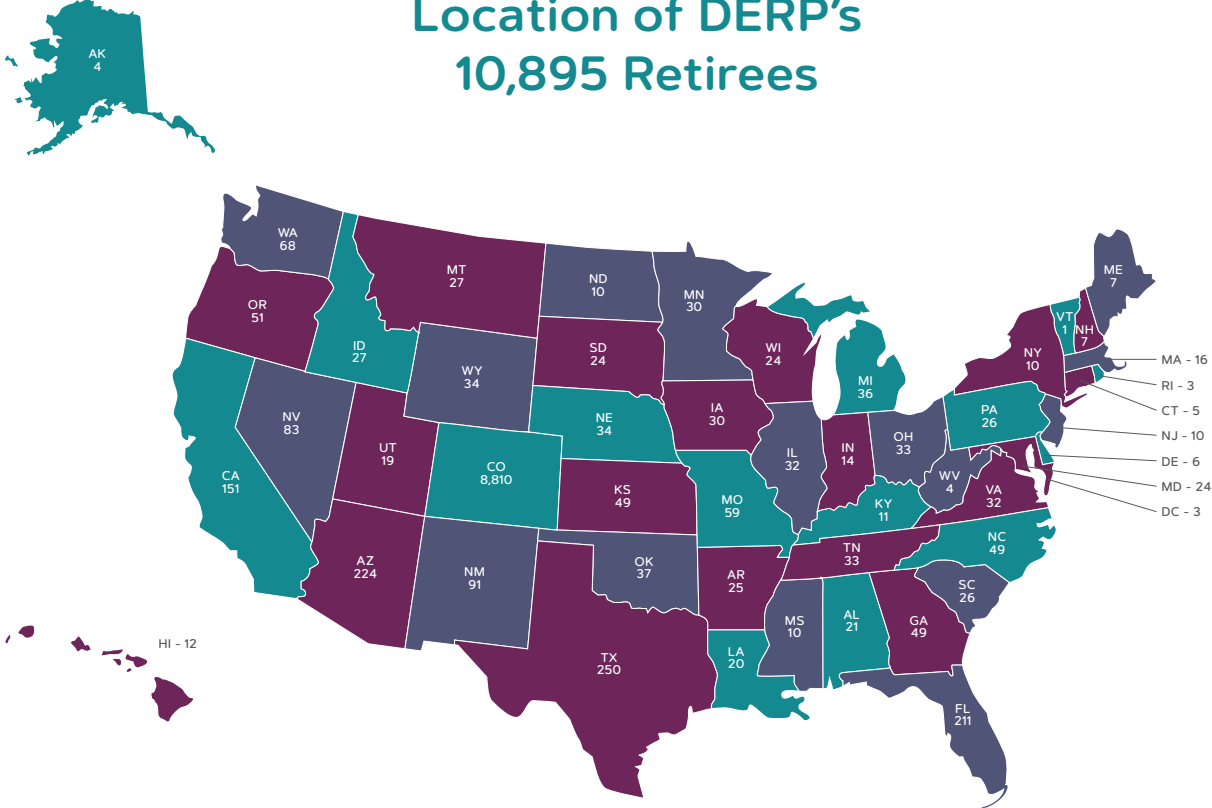 Location of DERP's
10,895 Retirees
AK
4
WA
68
OR
51
ID
27
MT
27
ND
10
MN
30
SD
24
WI
24
WY
34
MI
36
NE
34
IA
30
NV
83
UT
19
CA
151
CO
8,810
KS
49
MO
59
IL
32
IN
14
OH
33
WV
4
VA
32
KY
11
PA
26
NY
10
VT
1
NH
7
ME
7
MA - 16
RI - 3
CT - 5
NJ - 10
DE - 6
MD - 24
DC - 3
AZ
224
NM
91
OK
37
AR
25
TN
33
NC
49
SC
26
MS
10
AL
21
GA
49
LA
20
TX
250
FL
211
HI - 12